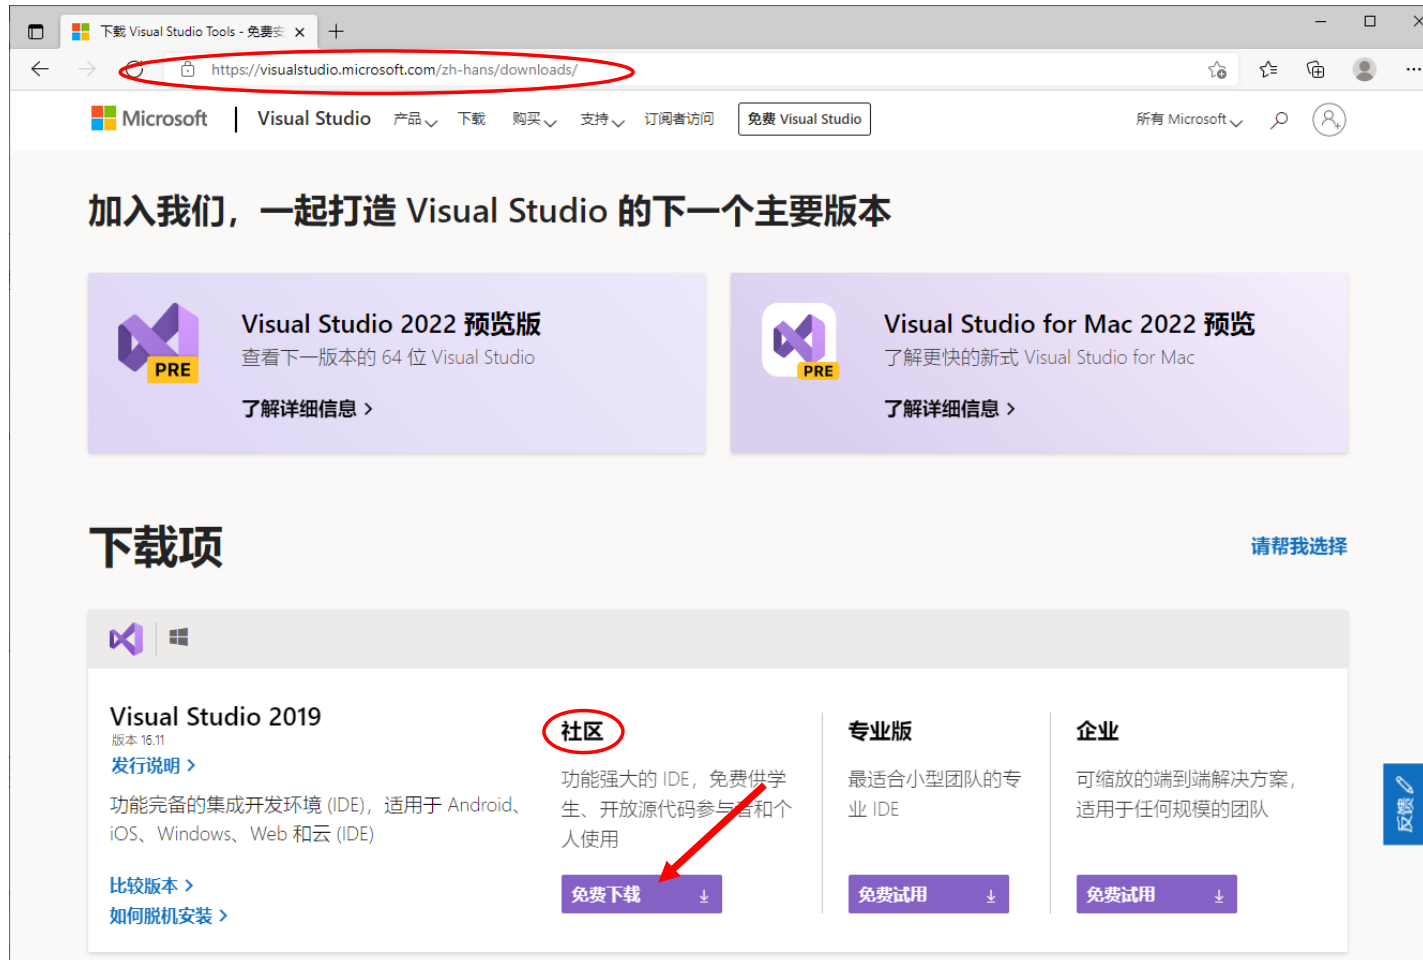 下载 Visual Studio Tools - 免费安
https://visualstudio.microsoft.com/zh-hans/downloads/
Microsoft
Visual Studio 产品 下载 购买 支持 订阅者访问 免费 Visual Studio 所有 Microsoft
加入我们，一起打造 Visual Studio 的下一个主要版本
Visual Studio 2022 预览版
查看下一版本的 64 位 Visual Studio
PRE
了解详细信息
Visual Studio for Mac 2022 预览
了解更快的新式 Visual Studio for Mac
PRE
了解详细信息
下载项
请帮我选择
Visual Studio 2019
版本 16.11
发行说明
功能完备的集成开发环境 (IDE)，适用于 Android、
iOS、Windows、Web 和云 (IDE)
比较版本
如何脱机安装
社区
功能强大的 IDE，免费供学
生、开放源代码参与者和个
人使用
免费下载
专业版
最适合小型团队的专
业 IDE
免费试用
企业
可缩放的端到端解决方案，
适用于任何规模的团队
免费试用
反馈